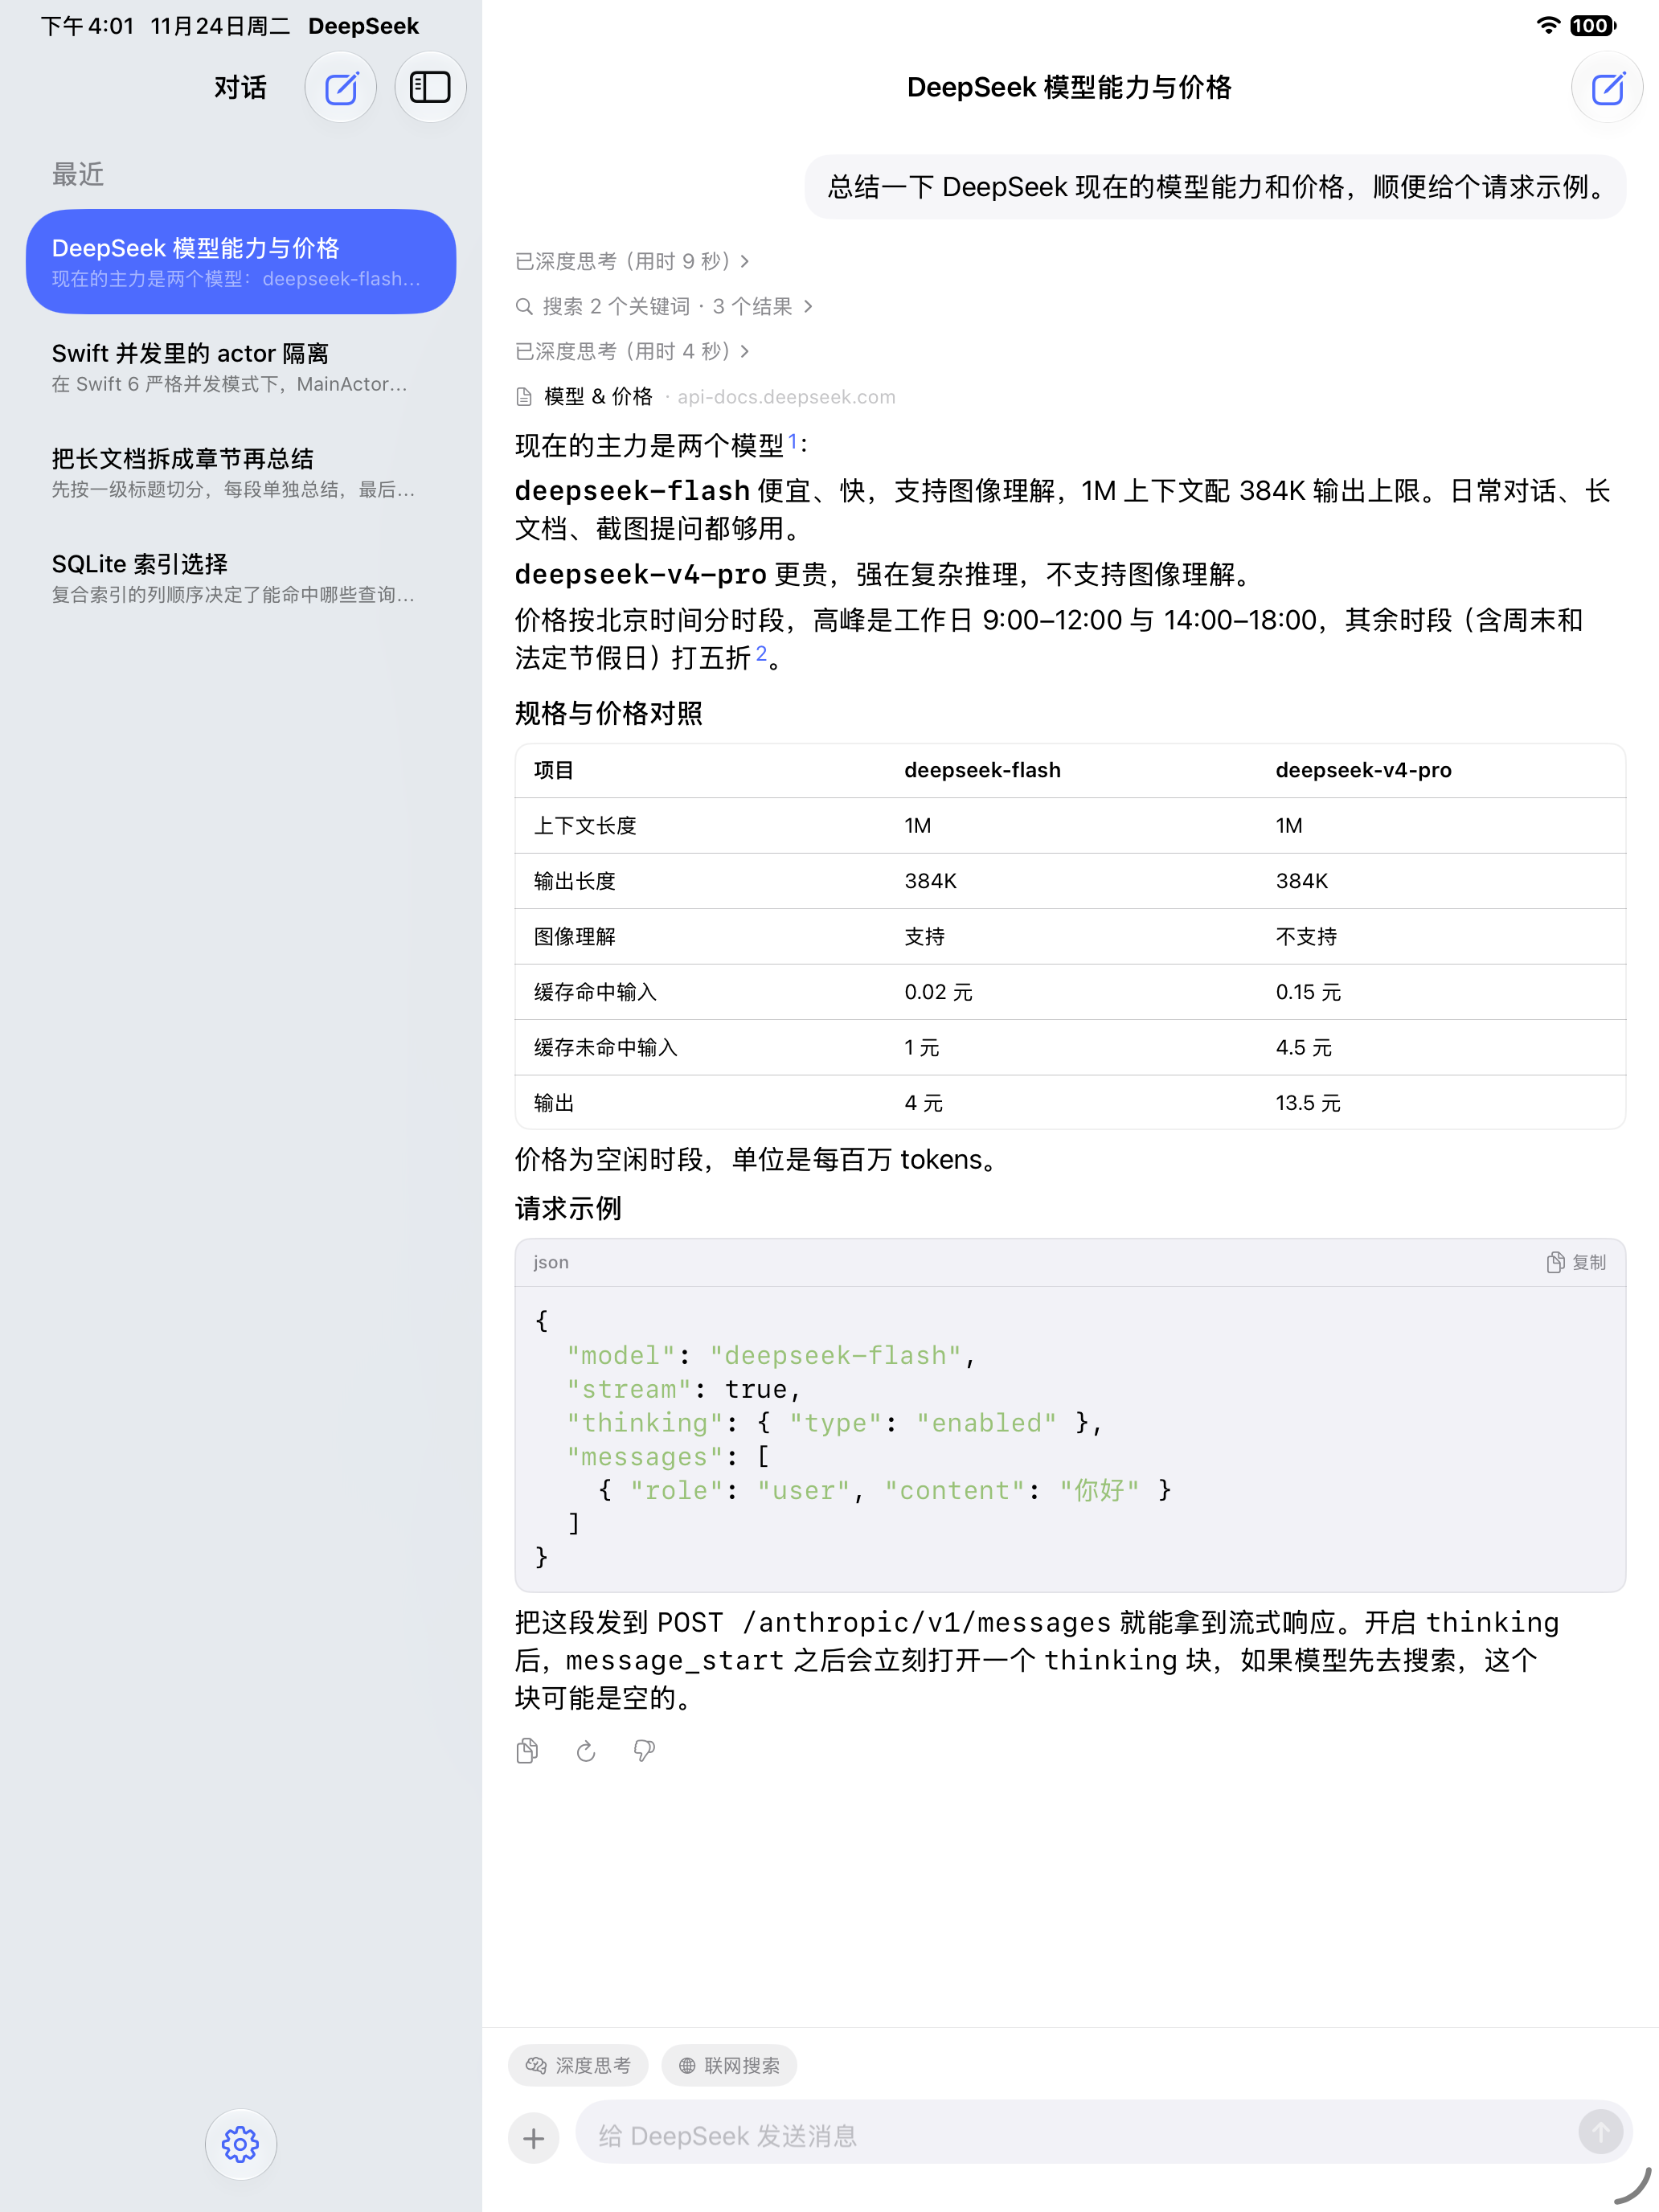 下午4:01 11月24日周二 DeepSeek
100
对话
最近
DeepSeek 模型能力与价格
现在的主力是两个模型：deepseek-flash...
Swift 并发里的 actor 隔离
在 Swift 6 严格并发模式下，MainActor...
把长文档拆成章节再总结
先按一级标题切分，每段单独总结，最后...
SQLite 索引选择
复合索引的列顺序决定了能命中哪些查询...
DeepSeek 模型能力与价格
总结一下 DeepSeek 现在的模型能力和价格，顺便给个请求示例。
已深度思考（用时 9 秒）
搜索 2 个关键词 · 3 个结果
已深度思考（用时 4 秒）
模型 & 价格 · api-docs.deepseek.com
现在的主力是两个模型1：
deepseek-flash 便宜、快，支持图像理解，1M 上下文配 384K 输出上限。日常对话、长
文档、截图提问都够用。
deepseek-v4-pro 更贵，强在复杂推理，不支持图像理解。
价格按北京时间分时段，高峰是工作日 9:00–12:00 与 14:00–18:00，其余时段（含周末和
法定节假日）打五折2。
规格与价格对照
项目 deepseek-flash deepseek-v4-pro
上下文长度 1M 1M
输出长度 384K 384K
图像理解 支持 不支持
缓存命中输入 0.02 元 0.15 元
缓存未命中输入 1 元 4.5 元
输出 4 元 13.5 元
价格为空闲时段，单位是每百万 tokens。
请求示例
json 复制
{
"model": "deepseek-flash",
"stream": true,
"thinking": { "type": "enabled" },
"messages": [
{ "role": "user", "content": "你好" }
]
}
把这段发到 POST /anthropic/v1/messages 就能拿到流式响应。开启 thinking
后，message_start 之后会立刻打开一个 thinking 块，如果模型先去搜索，这个
块可能是空的。
深度思考 联网搜索
给 DeepSeek 发送消息